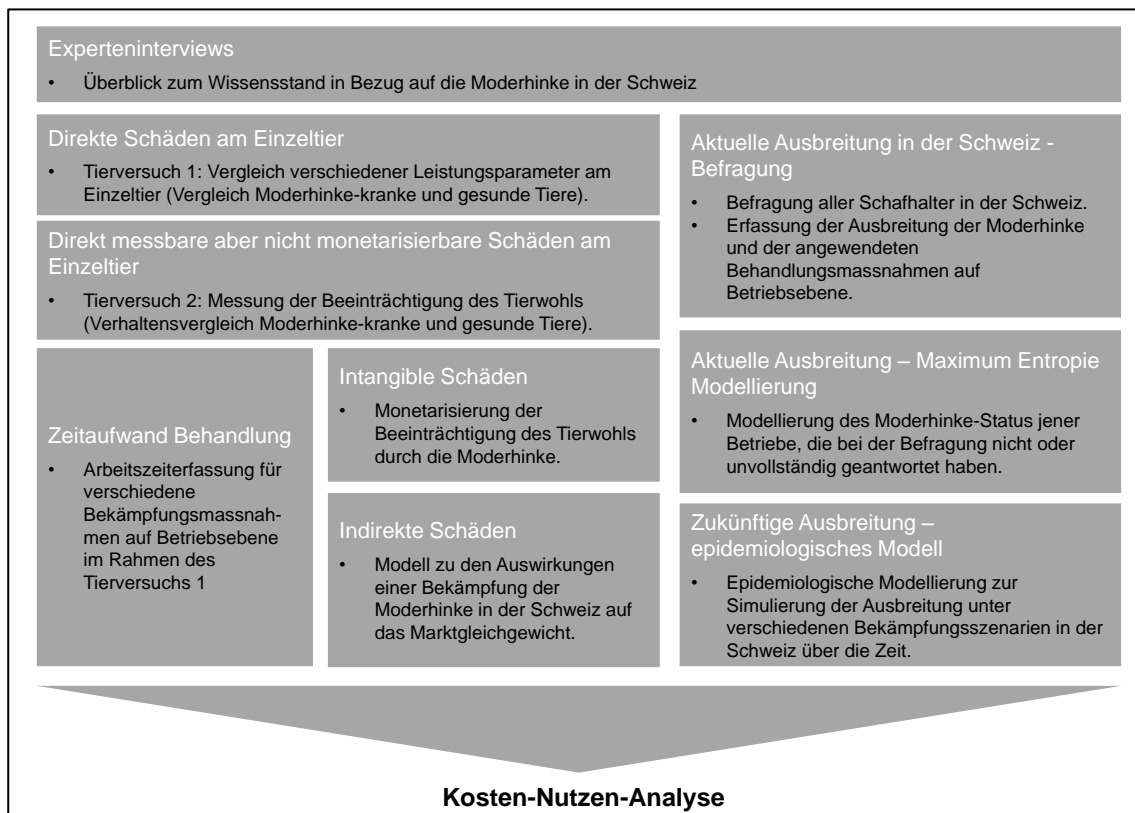 Experteninterviews
• Überblick zum Wissensstand in Bezug auf die Moderhinke in der Schweiz
Direkte Schäden am Einzeltier
• Tierversuch 1: Vergleich verschiedener Leistungsparameter am
Einzeltier (Vergleich Moderhinke-kranke und gesunde Tiere).
Direkt messbare aber nicht monetarisierbare Schäden am
Einzeltier
• Tierversuch 2: Messung der Beeinträchtigung des Tierwohls
(Verhaltensvergleich Moderhinke-kranke und gesunde Tiere).
Zeitaufwand Behandlung
• Arbeitszeiterfassung für
verschiedene
Bekämpfungsmassnah-
men auf Betriebsebene
im Rahmen des
Tierversuchs 1
Intangible Schäden
• Monetarisierung der
Beeinträchtigung des Tierwohls
durch die Moderhinke.
Indirekte Schäden
• Modell zu den Auswirkungen
einer Bekämpfung der
Moderhinke in der Schweiz auf
das Marktgleichgewicht.
Aktuelle Ausbreitung in der Schweiz -
Befragung
• Befragung aller Schafhalter in der Schweiz.
• Erfassung der Ausbreitung der Moderhinke
und der angewendeten
Behandlungsmassnahmen auf
Betriebsebene.
Aktuelle Ausbreitung – Maximum Entropie
Modellierung
• Modellierung des Moderhinke-Status jener
Betriebe, die bei der Befragung nicht oder
unvollständig geantwortet haben.
Zukünftige Ausbreitung –
epidemiologisches Modell
• Epidemiologische Modellierung zur
Simulierung der Ausbreitung unter
verschiedenen Bekämpfungsszenarien in der
Schweiz über die Zeit.
Kosten-Nutzen-Analyse